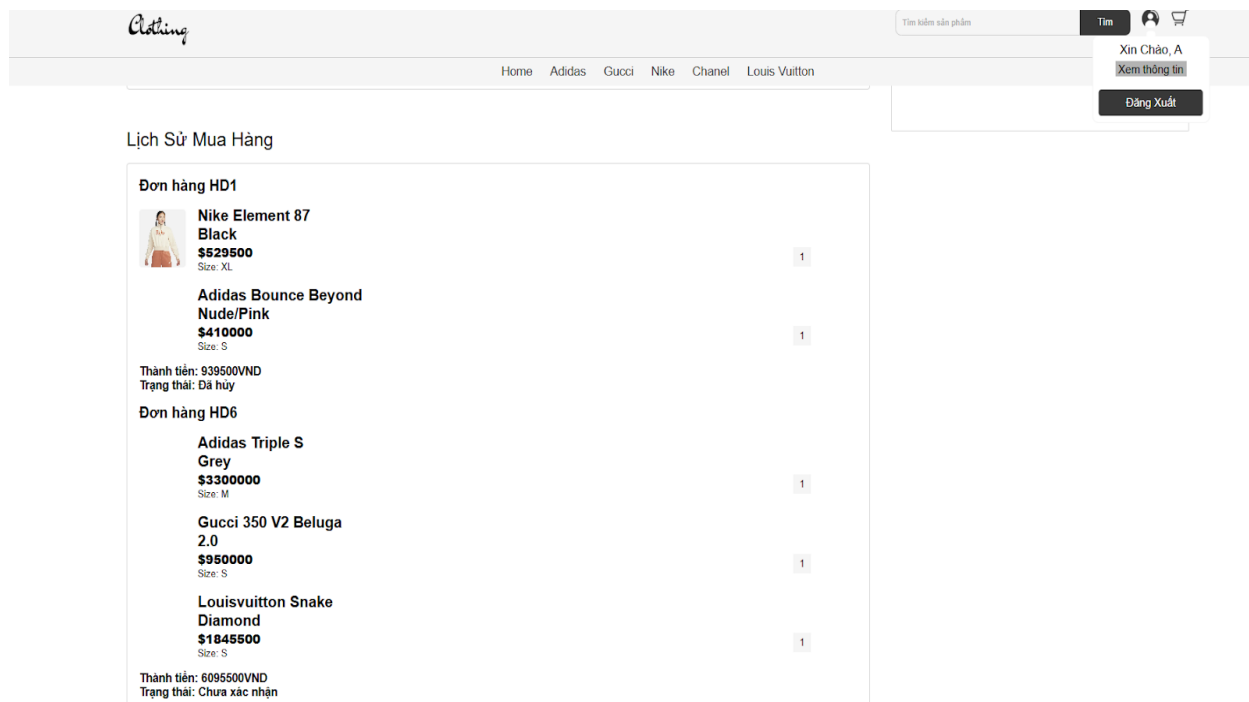 Clothing
Tìm kiếm sản phẩm
Tìm
Xin Chào, A
Xem thông tin
Đăng Xuất
Home Adidas Gucci Nike Chanel Louis Vuitton
Lịch Sử Mua Hàng
Đơn hàng HD1
Nike Element 87
Black
$529500
Size: XL
1
Adidas Bounce Beyond
Nude/Pink
$410000
Size: S
1
Thành tiền: 939500VND
Trạng thái: Đã hủy
Đơn hàng HD6
Adidas Triple S
Grey
$3300000
Size: M
1
Gucci 350 V2 Beluga
2.0
$950000
Size: S
1
Louisvuitton Snake
Diamond
$1845500
Size: S
1
Thành tiền: 6095500VND
Trạng thái: Chưa xác nhận